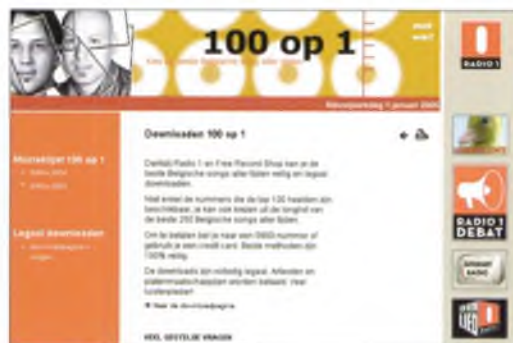 100 op 1
RADIO 1
Downloaden 100 op 1
Muzieklijst 100 op 1
Dankzij Radio 1 en Free Record Shop kan je de
beste Belgische songs aller tijden veilig en legaal
downloaden.
Niet enkel de nummers die de top 100 haalden zijn
beschikbaar, je kan ook kiezen uit de longlist van
de beste 250 Belgische songs aller tijden.
Legaal downloaden
Om te betalen bel je naar een 0900-nummer of
gebruik je een credit card. Beide methoden zijn
100% veilig.
De downloads zijn volledig legaal. Artiesten en
platenmaatschappijen worden betaald. Veel
luisterplezier!
Naar de downloadpagina
VEEL GESTELDE VRAGEN
RADIO 1
DEBAT